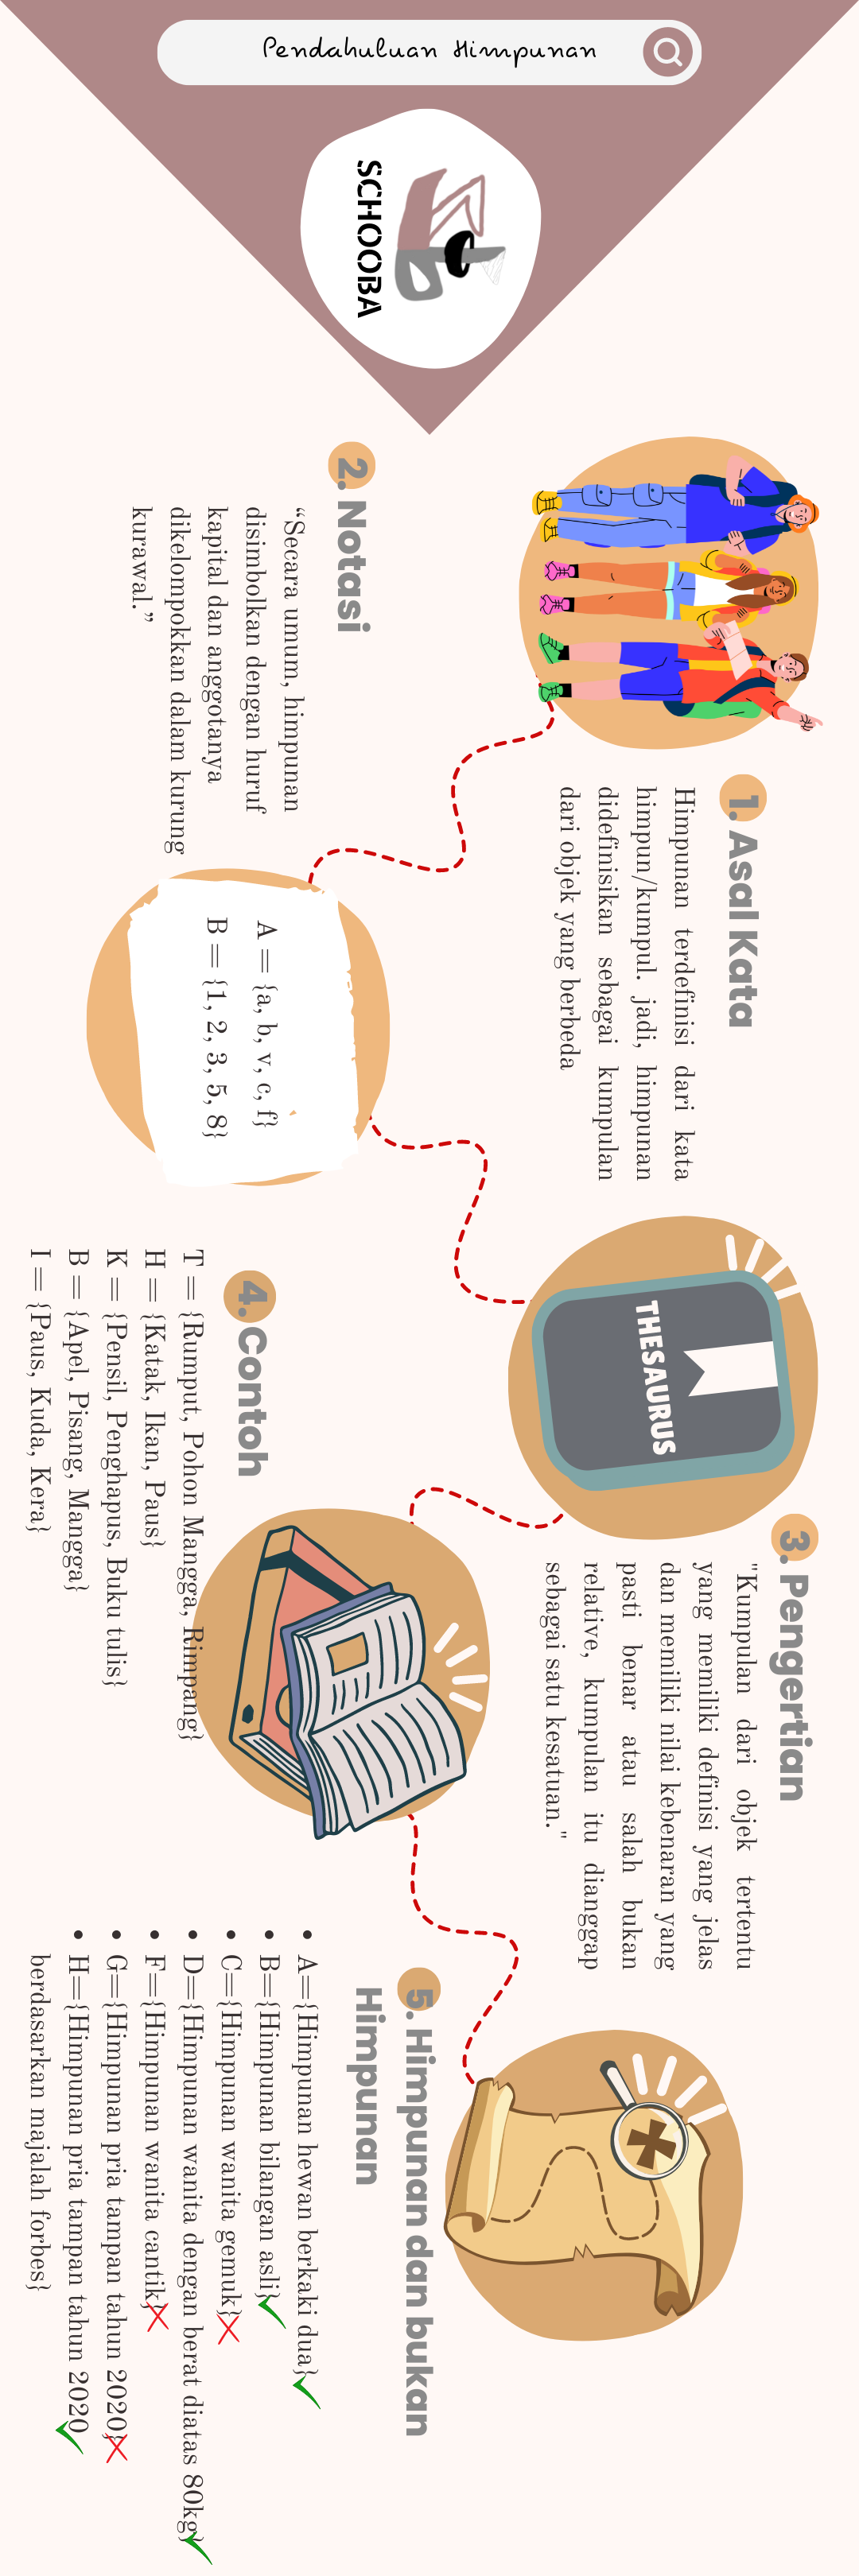 Pendahuluan Himpunan
SCHOOBA
1. Asal Kata
Himpunan terdefinisi dari kata
himpun/kumpul. jadi, himpunan
didefinisikan sebagai kumpulan
dari objek yang berbeda
2. Notasi
“Secara umum, himpunan
disimbolkan dengan huruf
kapital dan anggotanya
dikelompokkan dalam kurung
kurawal.”
A = {a, b, v, c, f}
B = {1, 2, 3, 5, 8}
THESAURUS
3. Pengertian
"Kumpulan dari objek tertentu
yang memiliki definisi yang jelas
dan memiliki nilai kebenaran yang
pasti benar atau salah bukan
relative, kumpulan itu dianggap
sebagai satu kesatuan."
4. Contoh
T = {Rumput, Pohon Mangga, Rimpang}
H = {Katak, Ikan, Paus}
K = {Pensil, Penghapus, Buku tulis}
B = {Apel, Pisang, Mangga}
I = {Paus, Kuda, Kera}
5. Himpunan dan bukan
Himpunan
• A={Himpunan hewan berkaki dua}
• B={Himpunan bilangan asli}
• C={Himpunan wanita gemuk}
• D={Himpunan wanita dengan berat diatas 80kg}
• F={Himpunan wanita cantik}
• G={Himpunan pria tampan tahun 2020}
• H={Himpunan pria tampan tahun 2020
berdasarkan majalah forbes}